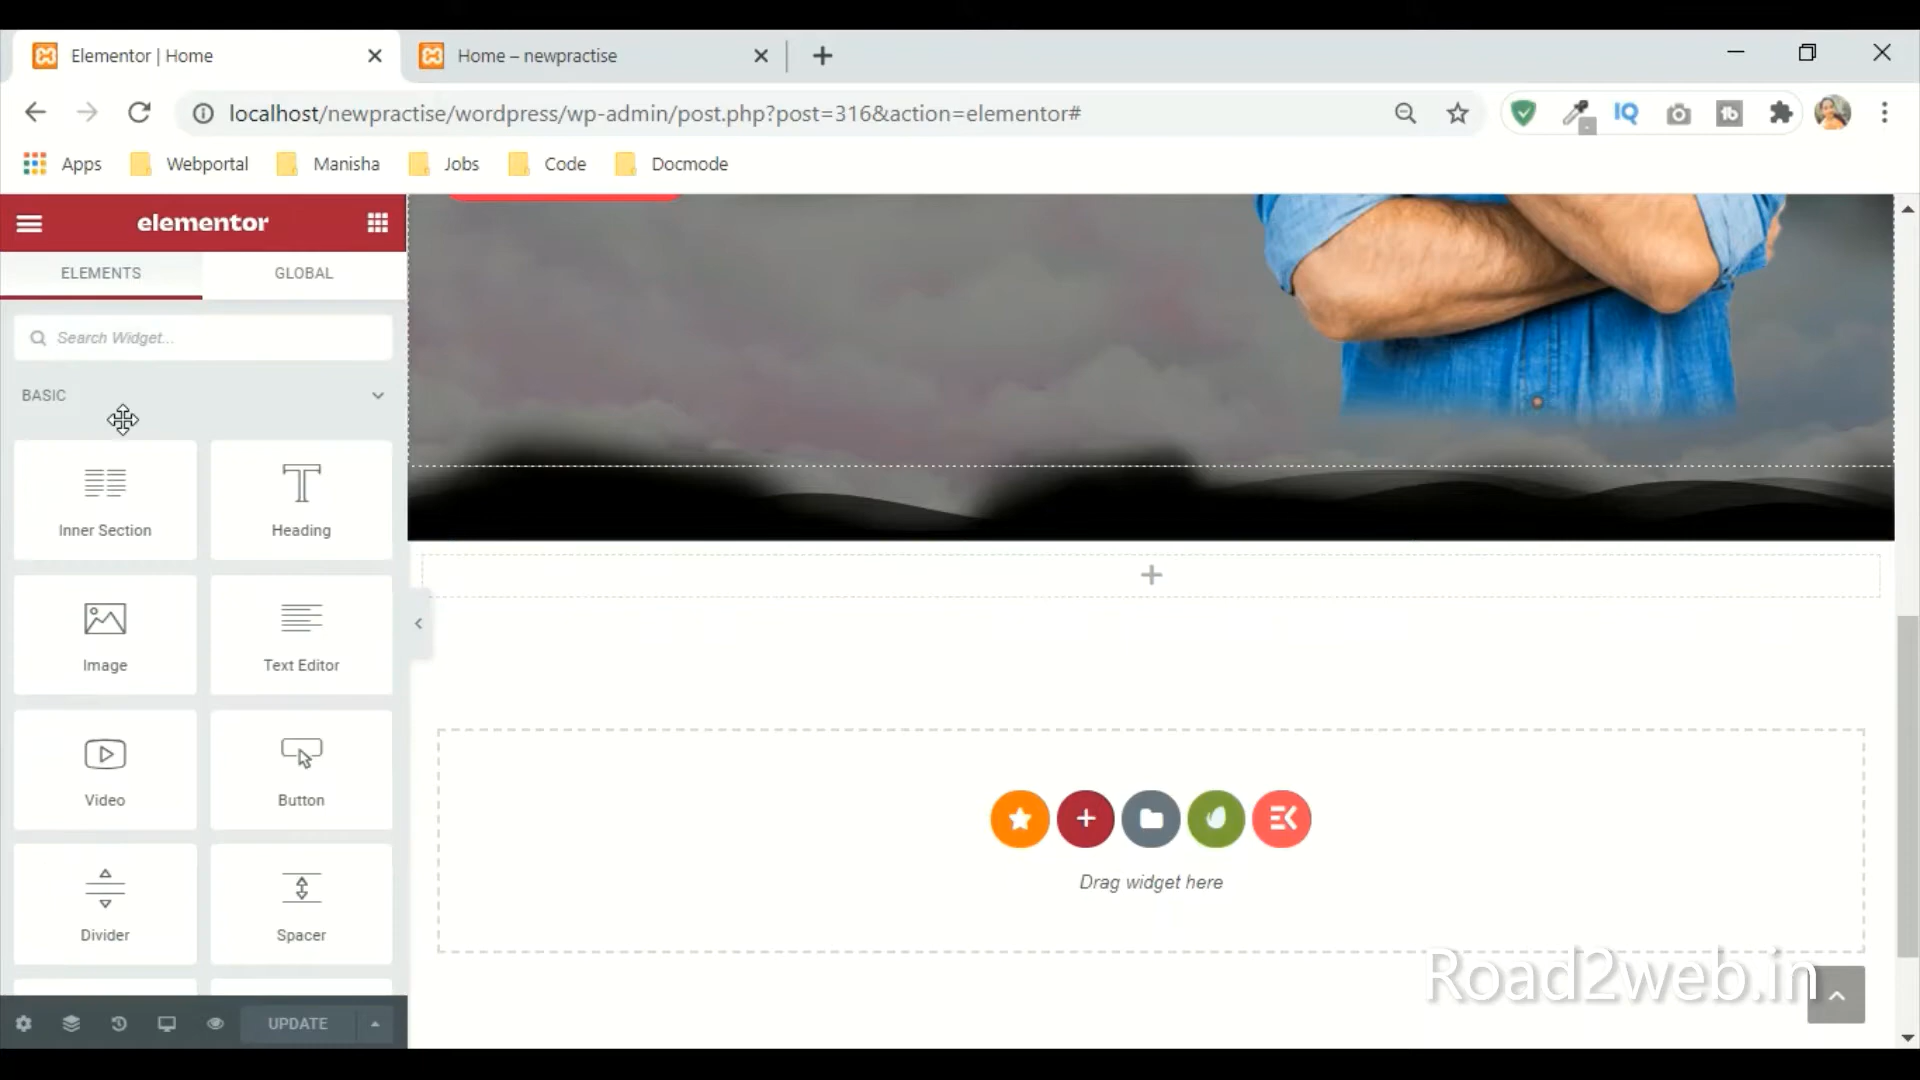 Elementor | Home
Home – newpractise
localhost/newpractise/wordpress/wp-admin/post.php?post=316&action=elementor#
IQ
tb
Apps
Webportal
Manisha
Jobs
Code
Docmode
elementor
ELEMENTS
GLOBAL
Search Widget...
BASIC
Inner Section
Heading
Image
Text Editor
Video
Button
Divider
Spacer
Drag widget here
Road2web.in
UPDATE